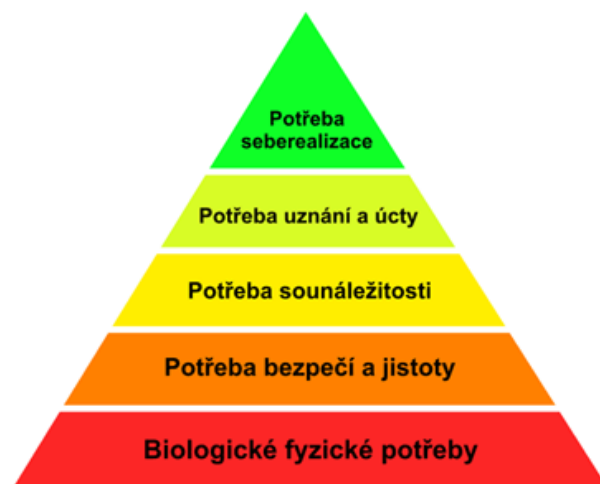 Potřeba
seberealizace
Potřeba uznání a úcty
Potřeba sounáležitosti
Potřeba bezpečí a jistoty
Biologické fyzické potřeby